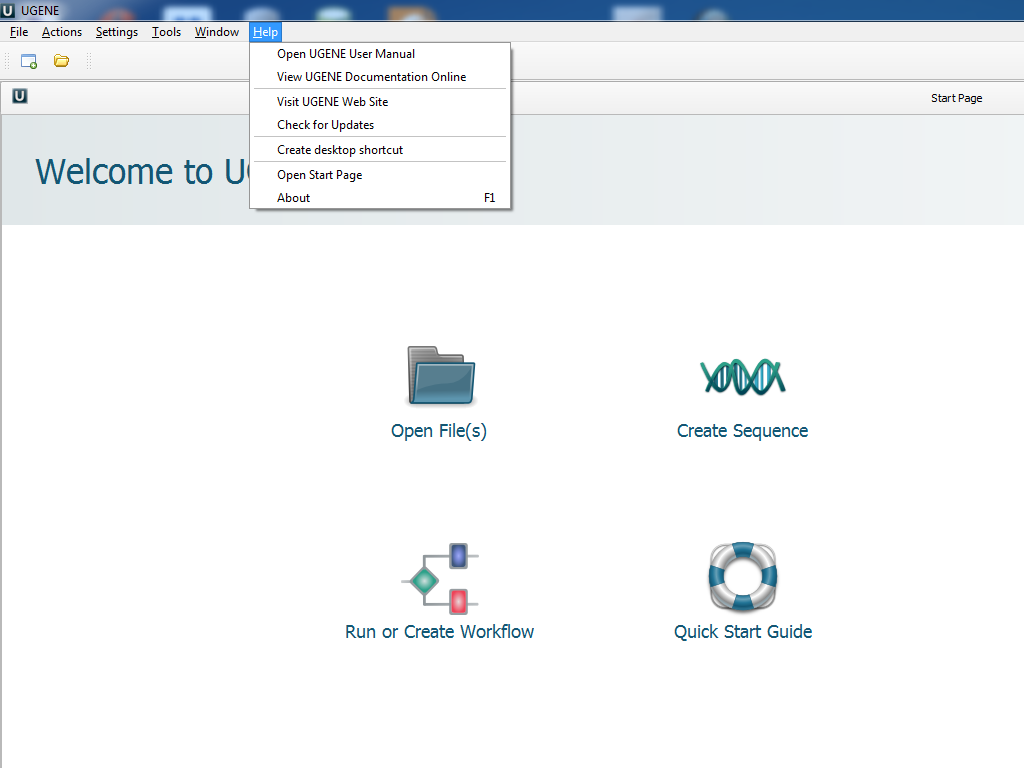 U UGENE
File Actions Settings Tools Window Help
Open UGENE User Manual
View UGENE Documentation Online
Visit UGENE Web Site
Check for Updates
Create desktop shortcut
Open Start Page
About F1
U
Start Page
Welcome to U
Open File(s)
Create Sequence
Run or Create Workflow
Quick Start Guide